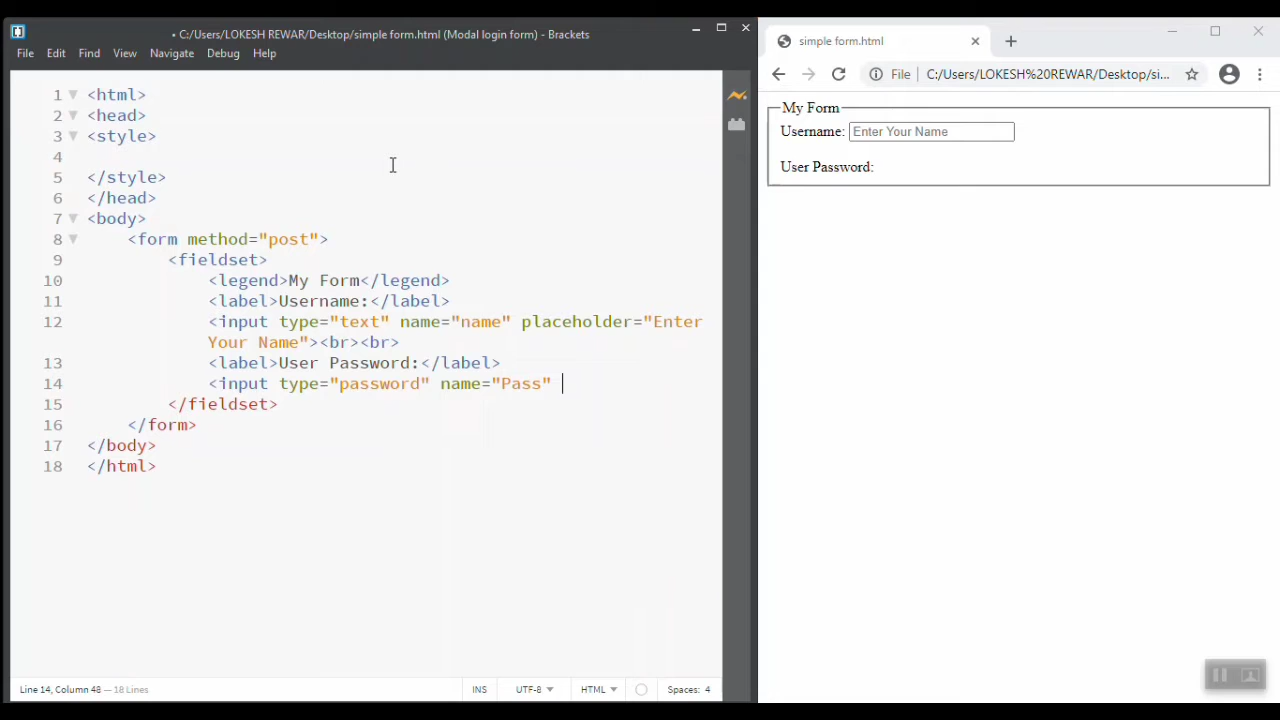 • C:/Users/LOKESH REWAR/Desktop/simple form.html (Modal login form) - Brackets
File Edit Find View Navigate Debug Help
1 <html>
2 <head>
3 <style>
4
5 </style>
6 </head>
7 <body>
8 <form method="post">
9 <fieldset>
10 <legend>My Form</legend>
11 <label>Username:</label>
12 <input type="text" name="name" placeholder="Enter
Your Name"><br><br>
13 <label>User Password:</label>
14 <input type="password" name="Pass"
15 </fieldset>
16 </form>
17 </body>
18 </html>
Line 14, Column 48 — 18 Lines
INS UTF-8 HTML Spaces: 4
simple form.html
File C:/Users/LOKESH%20REWAR/Desktop/si...
My Form
Username: Enter Your Name
User Password: